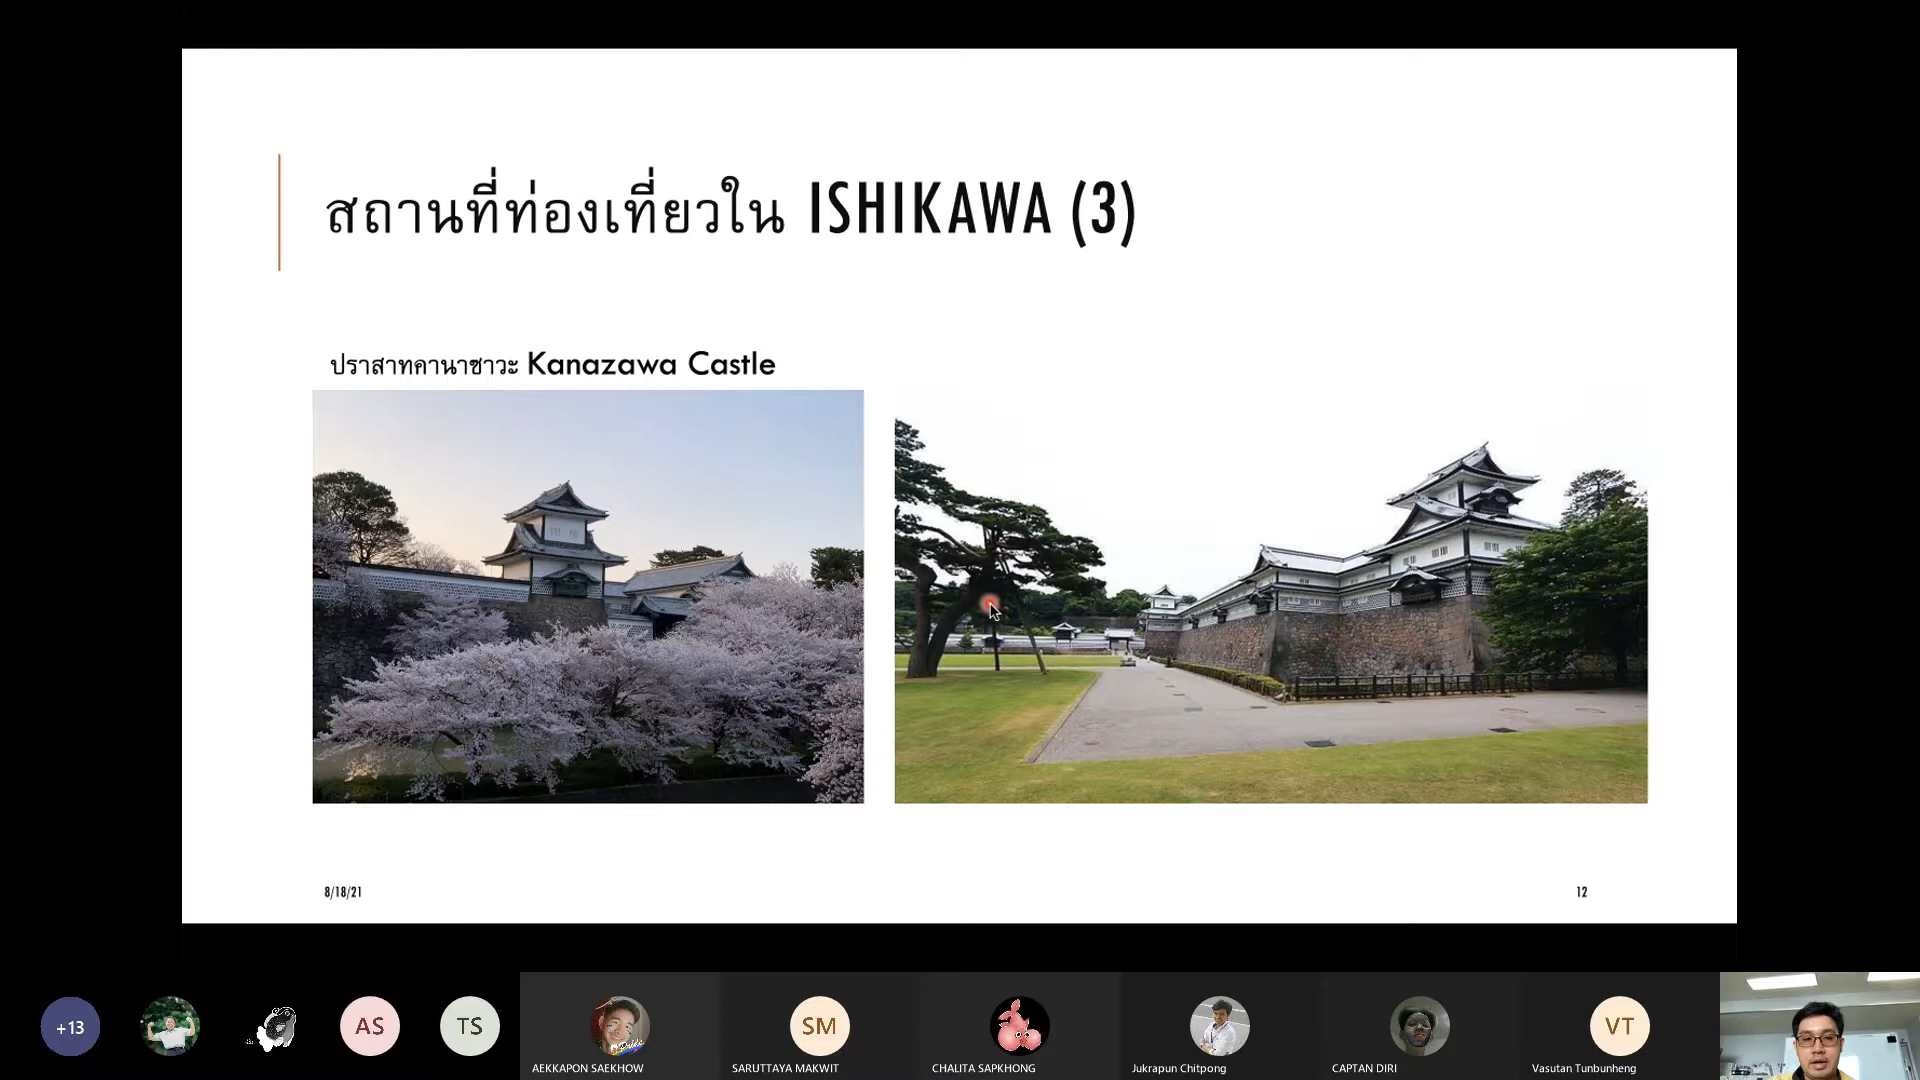 สถานที่ท่องเที่ยวใน ISHIKAWA (3)
ปราสาทคานาซาวะ Kanazawa Castle
8/18/21
12
+13
AS
TS
SM
VT
AEKKAPON SAEKHOW
SARUTTAYA MAKWIT
CHALITA SAPKHONG
Jukrapun Chitpong
CAPTAN DIRI
Vasutan Tunbunheng